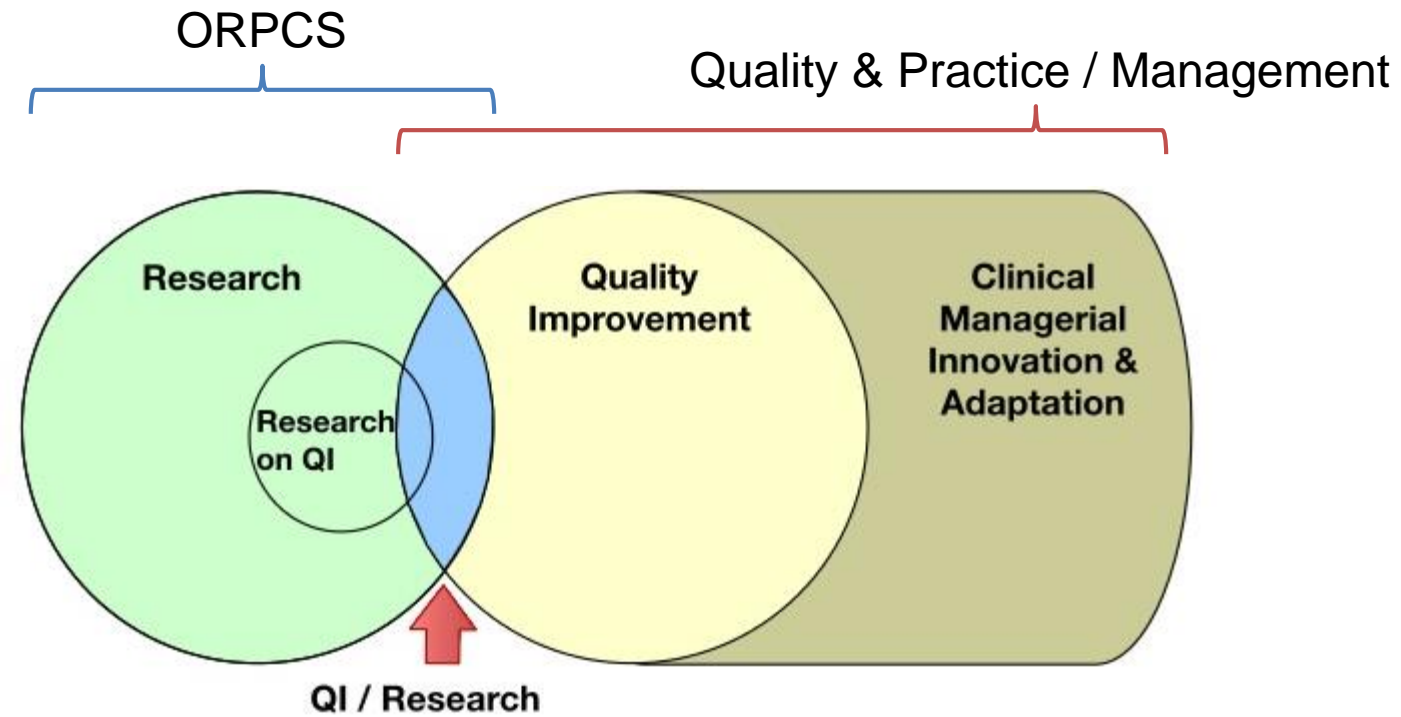 ORPCS
Quality & Practice / Management
Research
Quality
Improvement
Clinical
Managerial
Innovation &
Adaptation
Research
on QI
QI / Research